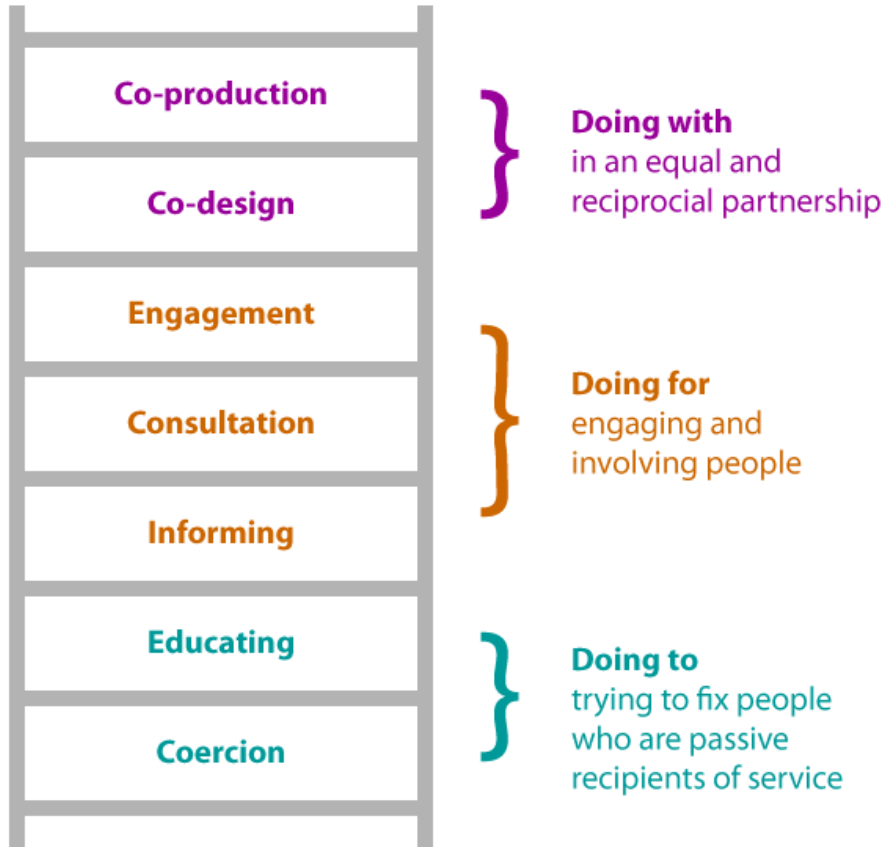 Co-production
Co-design
Engagement
Consultation
Informing
Educating
Coercion
Doing with
in an equal and
reciprocial partnership
Doing for
engaging and
involving people
Doing to
trying to fix people
who are passive
recipients of service